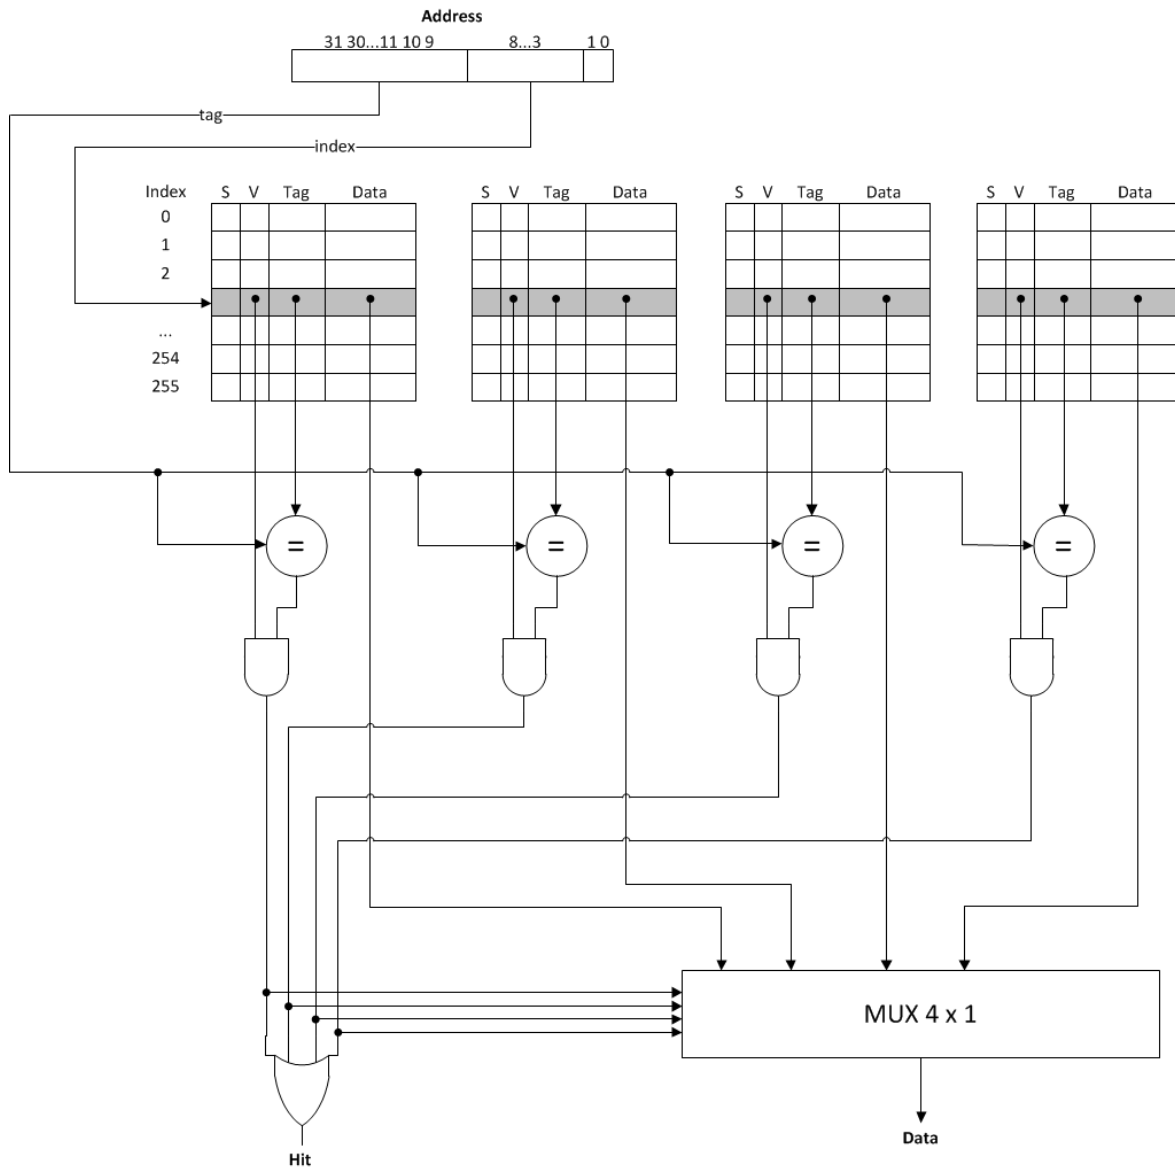 Address
31 30...11 10 9 8...3 1 0
tag
index
Index S V Tag Data S V Tag Data S V Tag Data S V Tag Data
0
1
2
...
254
255
= = = =
MUX 4 x 1
Data
Hit